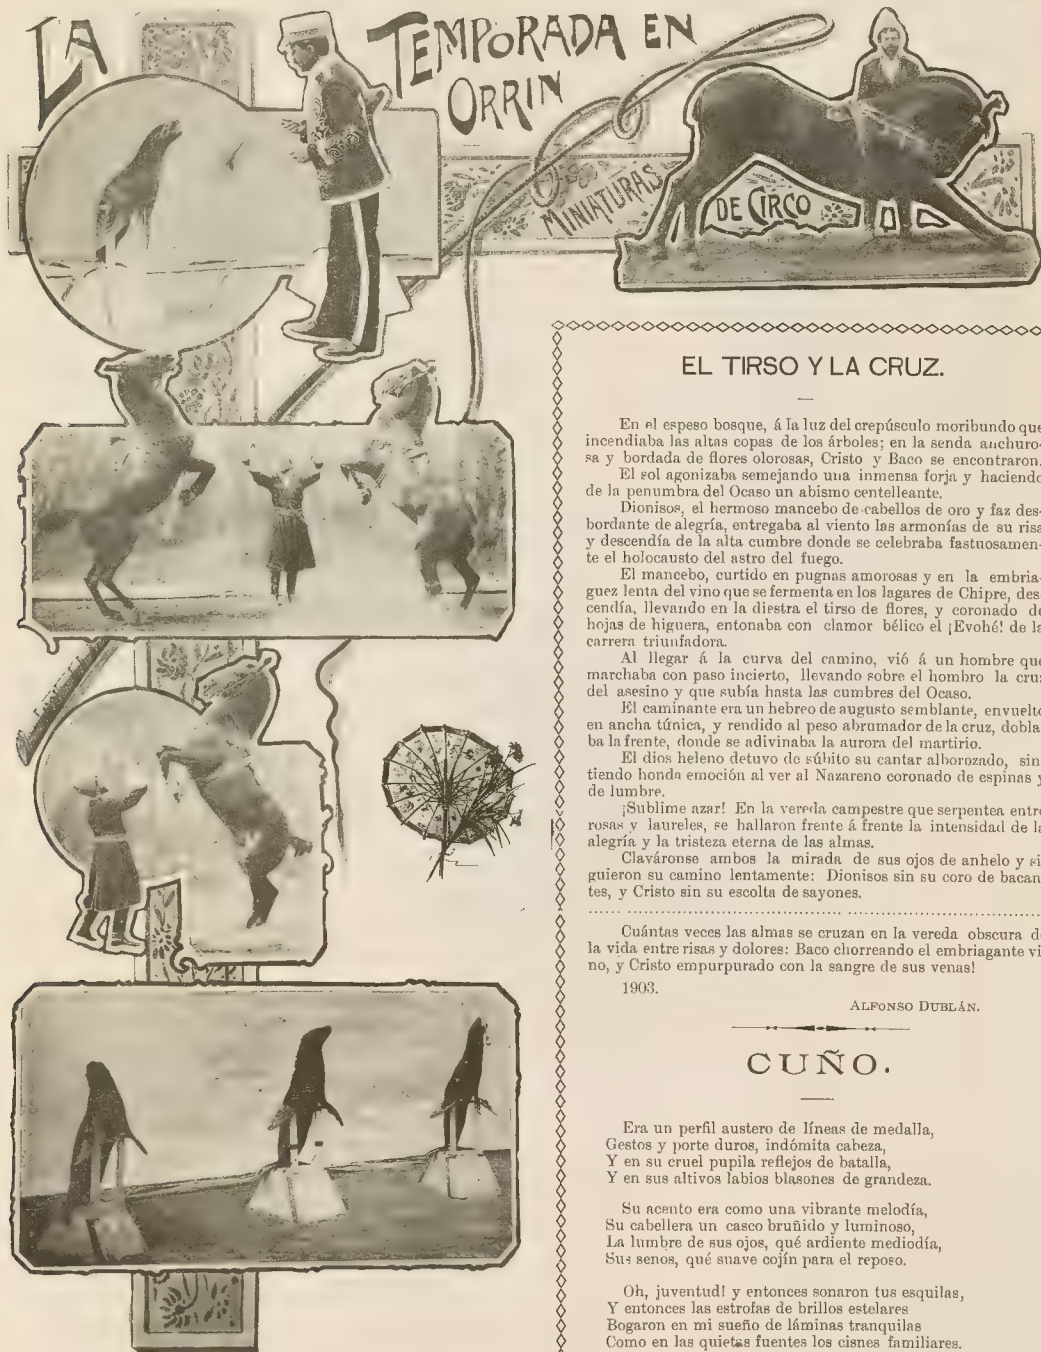 LA TEMPORADA EN
ORRIN
MINIATURAS
DE CIRCO
EL TIRSO Y LA CRUZ.
En el espeso bosque, á la luz del crepúsculo moribundo que
incendiaba las altas copas de los árboles; en la senda anchuro-
sa y bordada de flores olorosas, Cristo y Baco se encontraron.
El sol agonizaba semejando una inmensa forja y haciendo
de la penumbra del Ocaso un abismo centelleante.
Dionisos, el hermoso mancebo de cabellos de oro y faz des-
bordante de alegría, entregaba al viento las armonías de su risa
y descendía de la alta cumbre donde se celebraba fastuosamen-
te el holocausto del astro del fuego.
El mancebo, curtido en pugnas amorosas y en la embria-
guez lenta del vino que se fermenta en los lagares de Chipre, des-
cendía, llevando en la diestra el tirso de flores, y coronado de
hojas de higuera, entonaba con clamor bélico el ¡Evohé! de la
carrera triunfadora.
Al llegar á la curva del camino, vió á un hombre que
marchaba con paso incierto, llevando sobre el hombro la cruz
del asesino y que subía hasta las cumbres del Ocaso.
El caminante era un hebreo de augusto semblante, envuelto
en ancha túnica, y rendido al peso abrumador de la cruz, dobla-
ba la frente, donde se adivinaba la aurora del martirio.
El dios heleno detuvo de súbito su cantar alborozado, sin-
tiendo honda emoción al ver al Nazareno coronado de espinas y
de lumbre.
¡Sublime azar! En la vereda campestre que serpentea entre
rosas y laureles, se hallaron frente á frente la intensidad de la
alegría y la tristeza eterna de las almas.
Claváronse ambos la mirada de sus ojos de anhelo y si-
guieron su camino lentamente: Dionisos sin su coro de bacan-
tes, y Cristo sin su escolta de sayones.
Cuántas veces las almas se cruzan en la vereda obscura de
la vida entre risas y dolores: Baco chorreando el embriagante vi-
no, y Cristo empurpurado con la sangre de sus venas!
1903.
ALFONSO DUBLÁN.
CUÑO.
Era un perfil austero de líneas de medalla,
Gestos y porte duros, indómita cabeza,
Y en su cruel pupila reflejos de batalla,
Y en sus altivos labios blasones de grandeza.
Su acento era como una vibrante melodía,
Su cabellera un casco bruñido y luminoso,
La lumbre de sus ojos, qué ardiente mediodía,
Sus senos, qué suave cojín para el reposo.
Oh, juventud! y entonces sonaron tus esquilas,
Y entonces las estrofas de brillos estelares
Bogaron en mi sueño de láminas tranquilas
Como en las quietas fuentes los cisnes familiares.